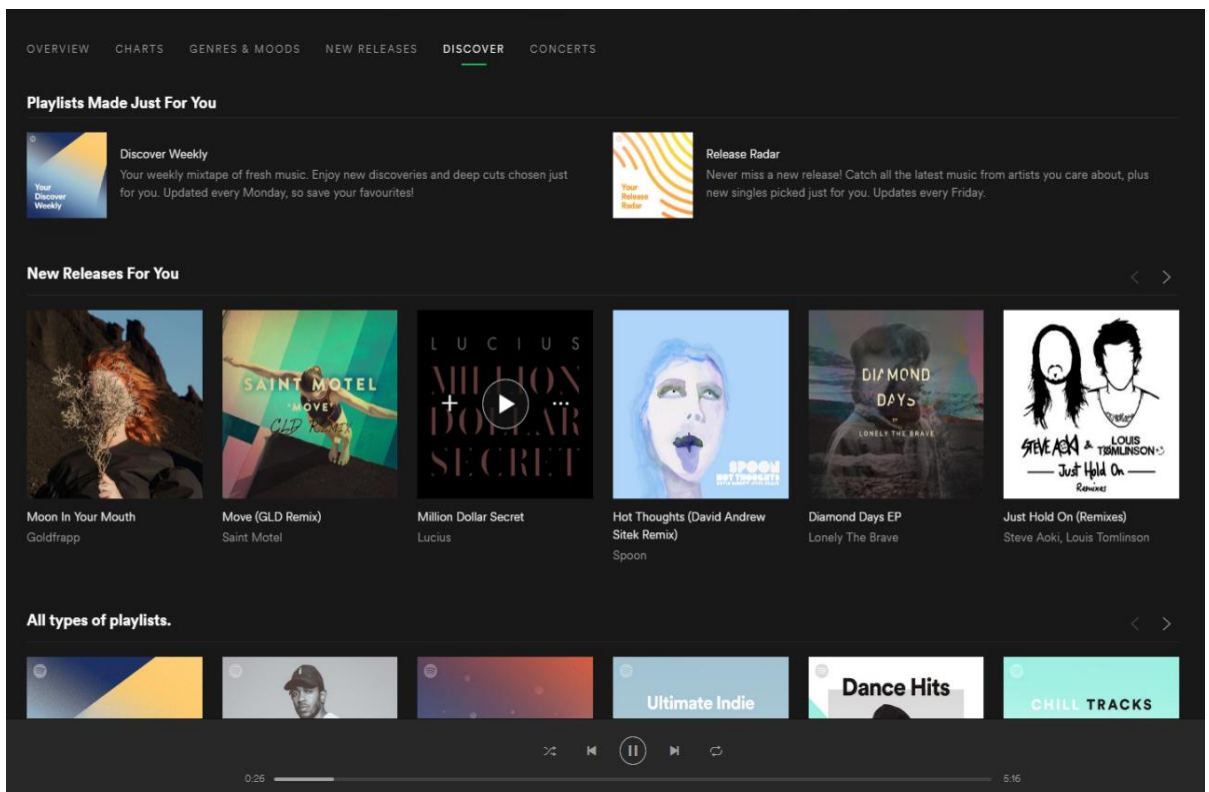 OVERVIEW CHARTS GENRES & MOODS NEW RELEASES DISCOVER CONCERTS
Playlists Made Just For You
Your
Discover
Weekly
Discover Weekly
Your weekly mixtape of fresh music. Enjoy new discoveries and deep cuts chosen just
for you. Updated every Monday, so save your favourites!
Your
Release
Radar
Release Radar
Never miss a new release! Catch all the latest music from artists you care about, plus
new singles picked just for you. Updates every Friday.
New Releases For You
SAINT MOTEL
'MOVE'
GLD Remix
LUCIUS
MILLION
DOLLAR
SECRET
SPOON
HOT THOUGHTS
DIAMOND
DAYS
BY
LONELY THE BRAVE
STEVE AOKI & LOUIS
TOMLINSON
Just Hold On
Remixes
Moon In Your Mouth
Goldfrapp
Move (GLD Remix)
Saint Motel
Million Dollar Secret
Lucius
Hot Thoughts (David Andrew
Sitek Remix)
Spoon
Diamond Days EP
Lonely The Brave
Just Hold On (Remixes)
Steve Aoki, Louis Tomlinson
All types of playlists.
Ultimate Indie
Dance Hits
CHILL TRACKS
0:26 5:16